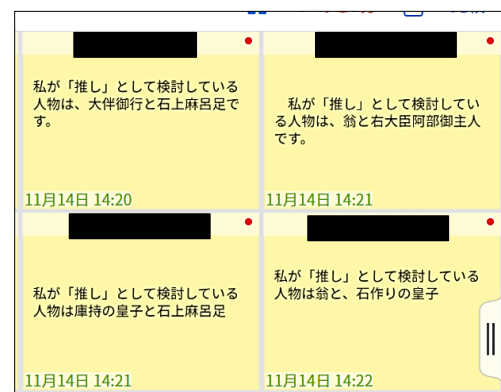 私が「推し」として検討している
人物は、大伴御行と石上麻呂足で
す。
11月14日 14:20
私が「推し」として検討してい
る人物は、翁と右大臣阿部御主人
です。
11月14日 14:21
私が「推し」として検討している
人物は庫持の皇子と石上麻呂足
11月14日 14:21
私が「推し」として検討している
人物は翁と、石作りの皇子
11月14日 14:22